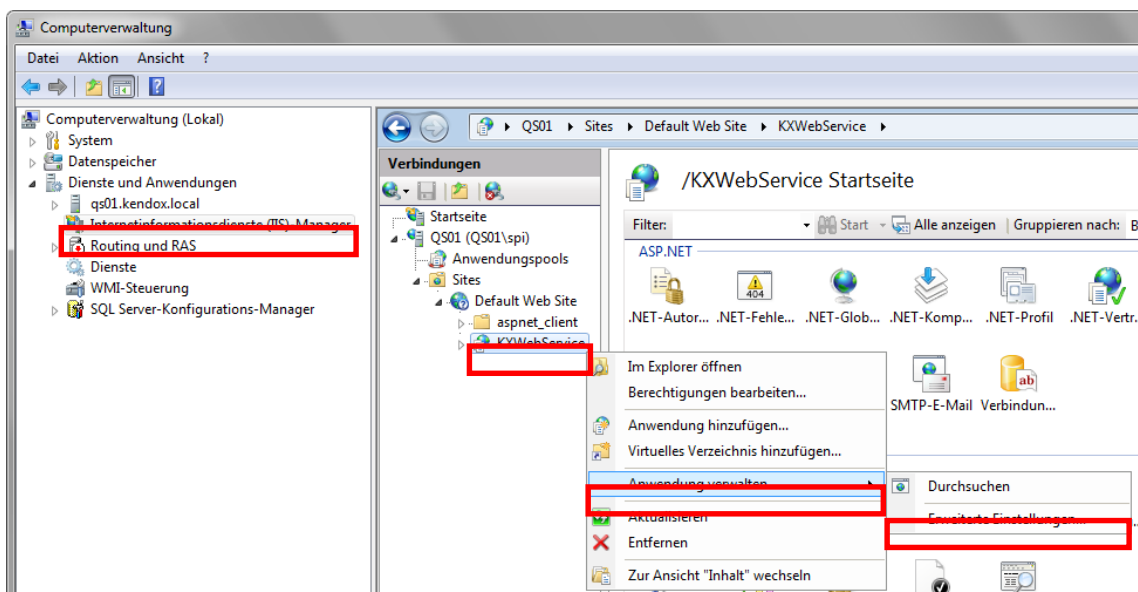 Computerverwaltung
Datei Aktion Ansicht ?
Computerverwaltung (Lokal)
System
Datenspeicher
Dienste und Anwendungen
qs01.kendox.local
Internetinformationsdienste (IIS)-Manager
Routing und RAS
Dienste
WMI-Steuerung
SQL Server-Konfigurations-Manager
QS01 Sites Default Web Site KXWebService
Verbindungen
Startseite
QS01 (QS01\spi)
Anwendungspools
Sites
Default Web Site
aspnet_client
KXWebService
/KXWebService Startseite
Filter: Start Alle anzeigen Gruppieren nach: B
ASP.NET
404
.NET-Autor... .NET-Fehle... .NET-Glob... .NET-Komp... .NET-Profil .NET-Vertr.
ab
SMTP-E-Mail Verbindun...
Im Explorer öffnen
Berechtigungen bearbeiten...
Anwendung hinzufügen...
Virtuelles Verzeichnis hinzufügen...
Anwendung verwalten
Aktualisieren
Entfernen
Zur Ansicht "Inhalt" wechseln
Durchsuchen
Erweiterte Einstellungen...